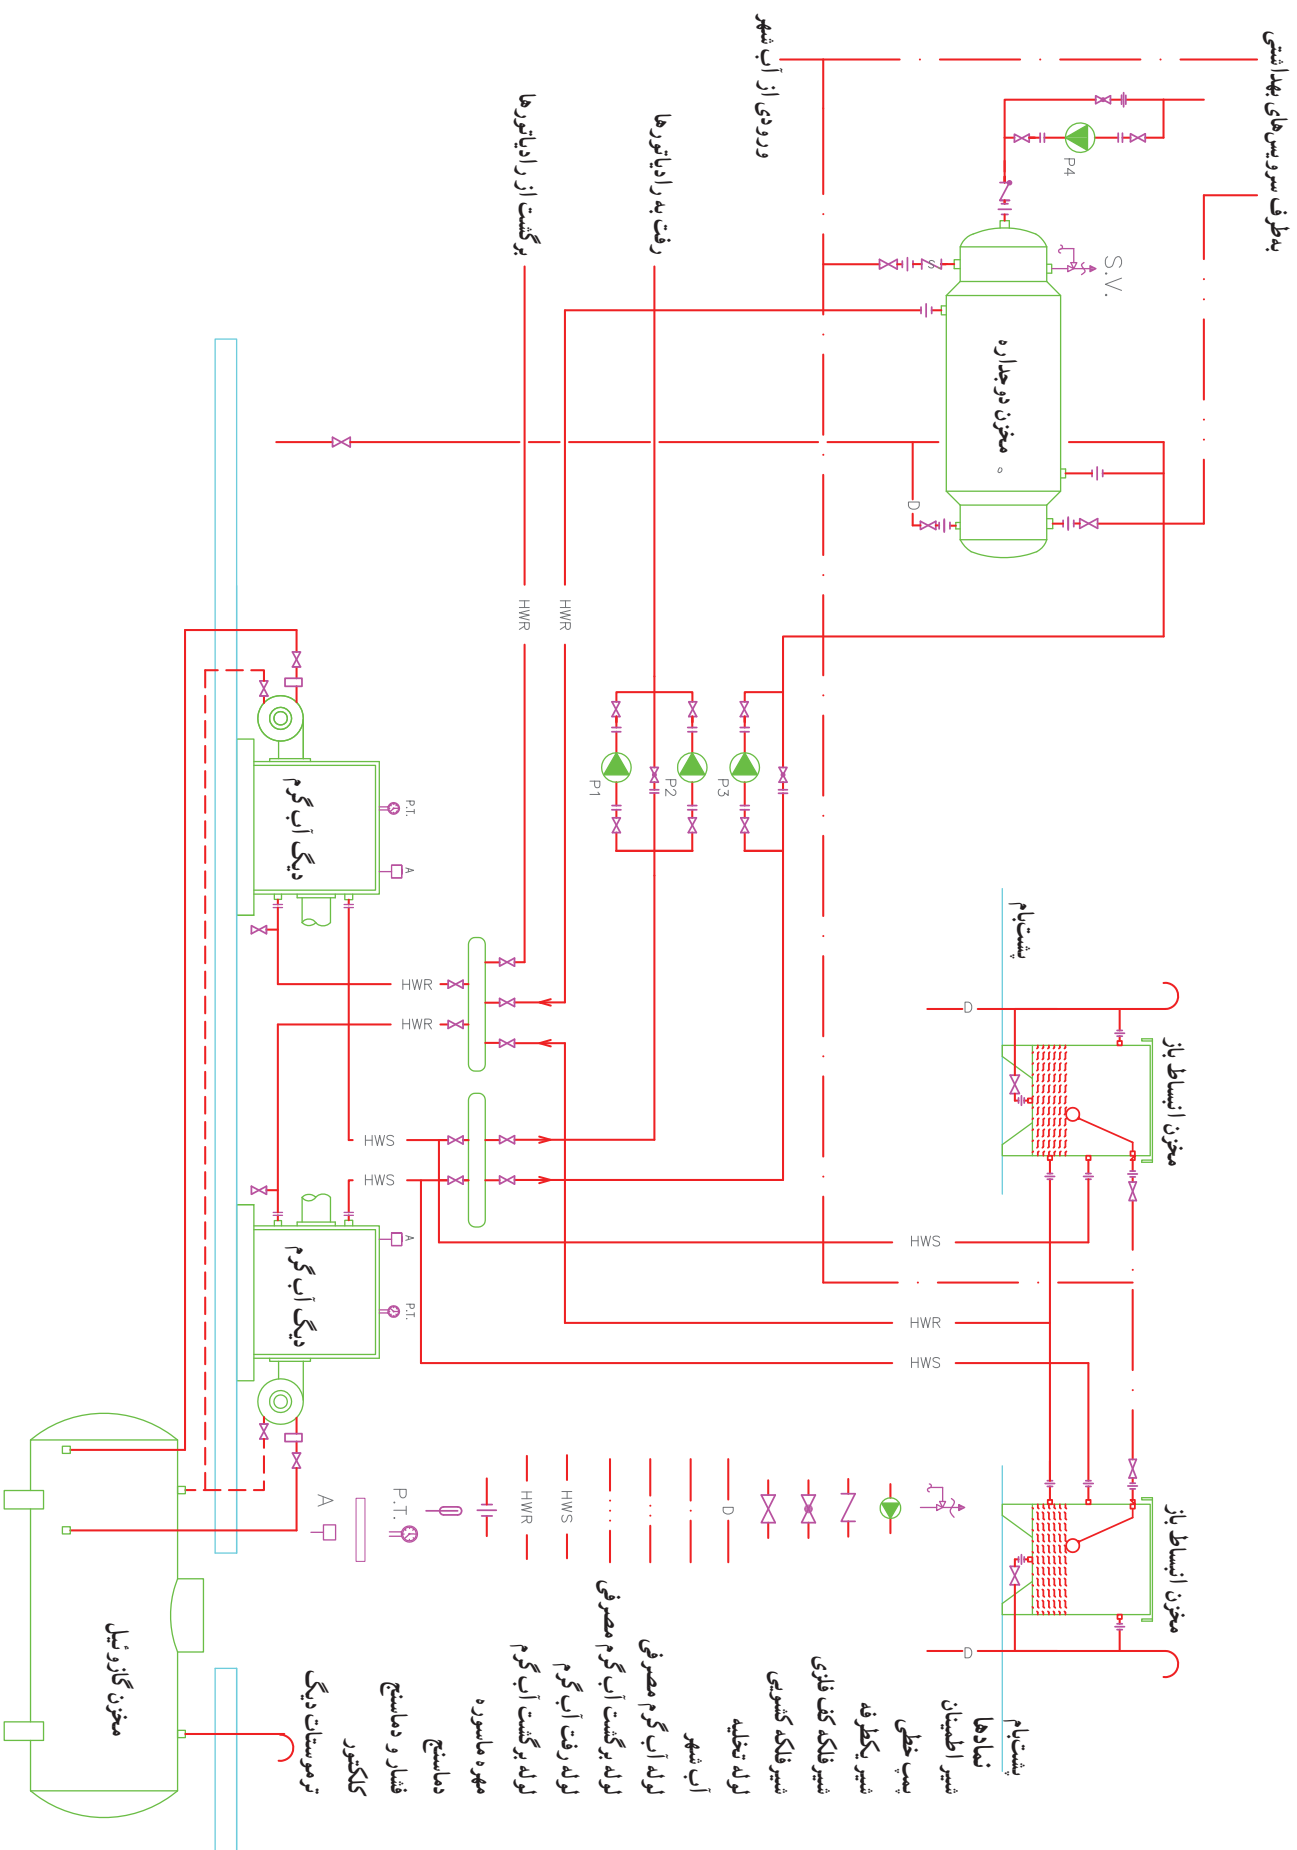 به‌طرف سرویس‌های بهداشتی
ورودی از آب شهر
رفت به رادیاتورها
برگشت از رادیاتورها
P4
S.V.
S
مخزن دوجداره
D
HWR
HWR
P3
P2
P1
دیگ آب گرم
P.T.
A
پشت‌بام
D
مخزن انبساط باز
HWR
HWR
HWS
HWS
دیگ آب گرم
A
P.T.
HWS
HWR
HWS
مخزن انبساط باز
D
پشت‌بام
نمادها
شیر اطمینان
پمپ خطی
شیر یکطرفه
شیرفلکه کف فلزی
شیرفلکه کشویی
D
لوله تخلیه
آب شهر
لوله آب گرم مصرفی
لوله برگشت آب گرم مصرفی
HWS
لوله رفت آب گرم
HWR
لوله برگشت آب گرم
مهره ماسوره
دماسنج
P.T.
فشار و دماسنج
کلکتور
A
ترموستات دیگ
مخزن گازوئیل